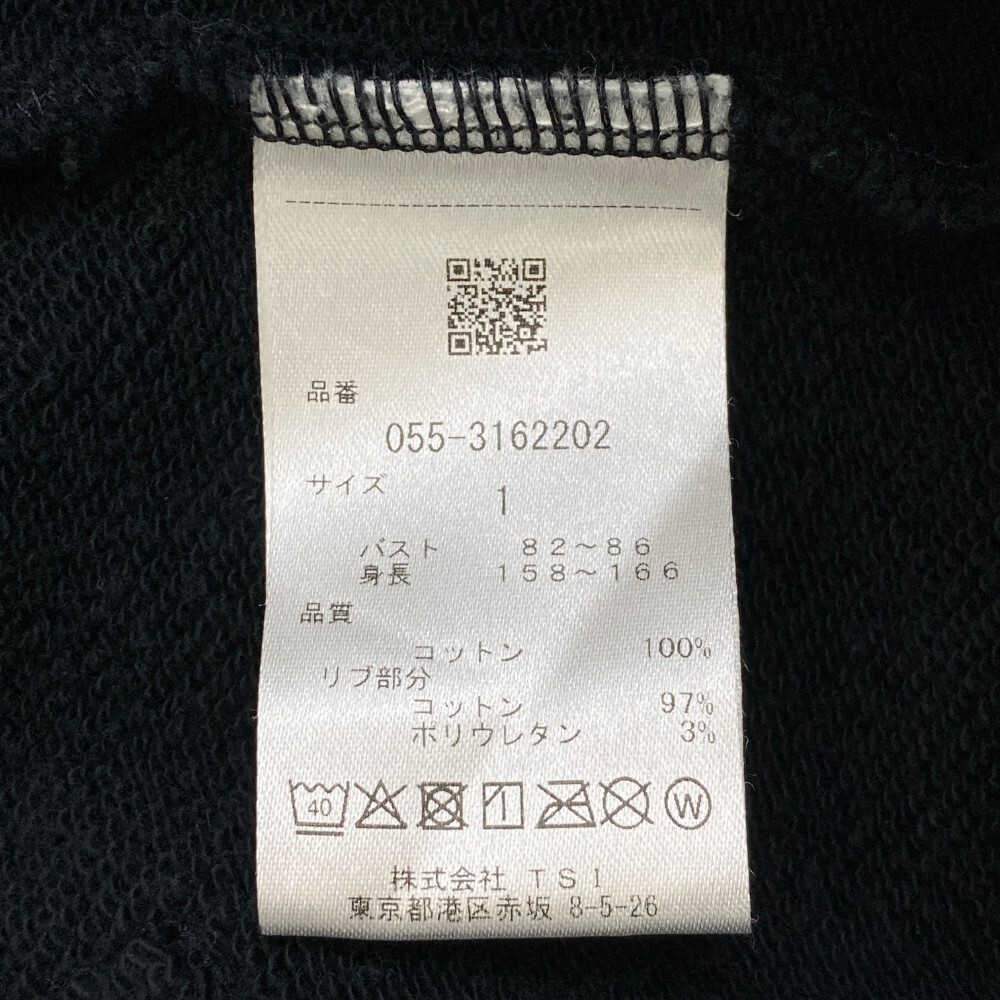 品番
055-3162202
サイズ 1
バスト 82～86
身長 158～166
品質
コットン 100%
リブ部分
コットン 97%
ポリウレタン 3%
40 W
株式会社 TSI
東京都港区赤坂 8-5-26